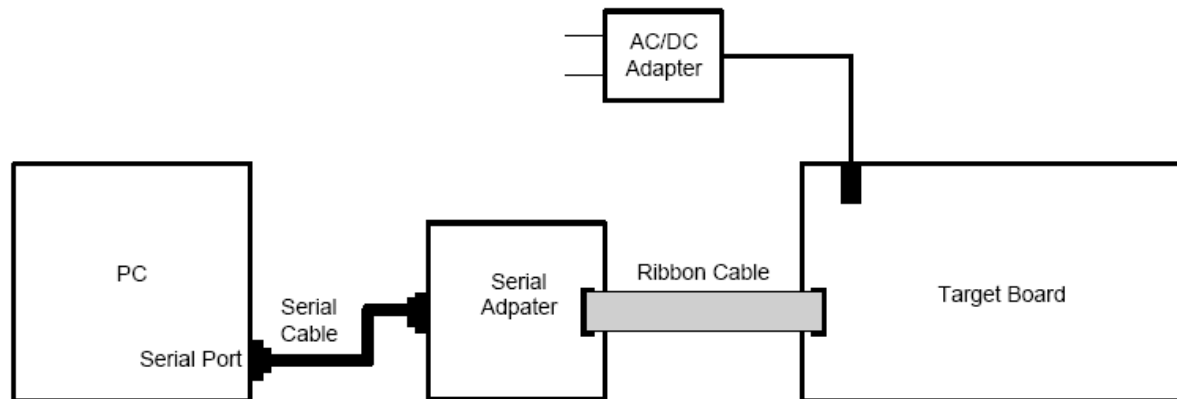 AC/DC
Adapter
PC
Serial
Cable
Serial Port
Serial
Adpater
Ribbon Cable
Target Board